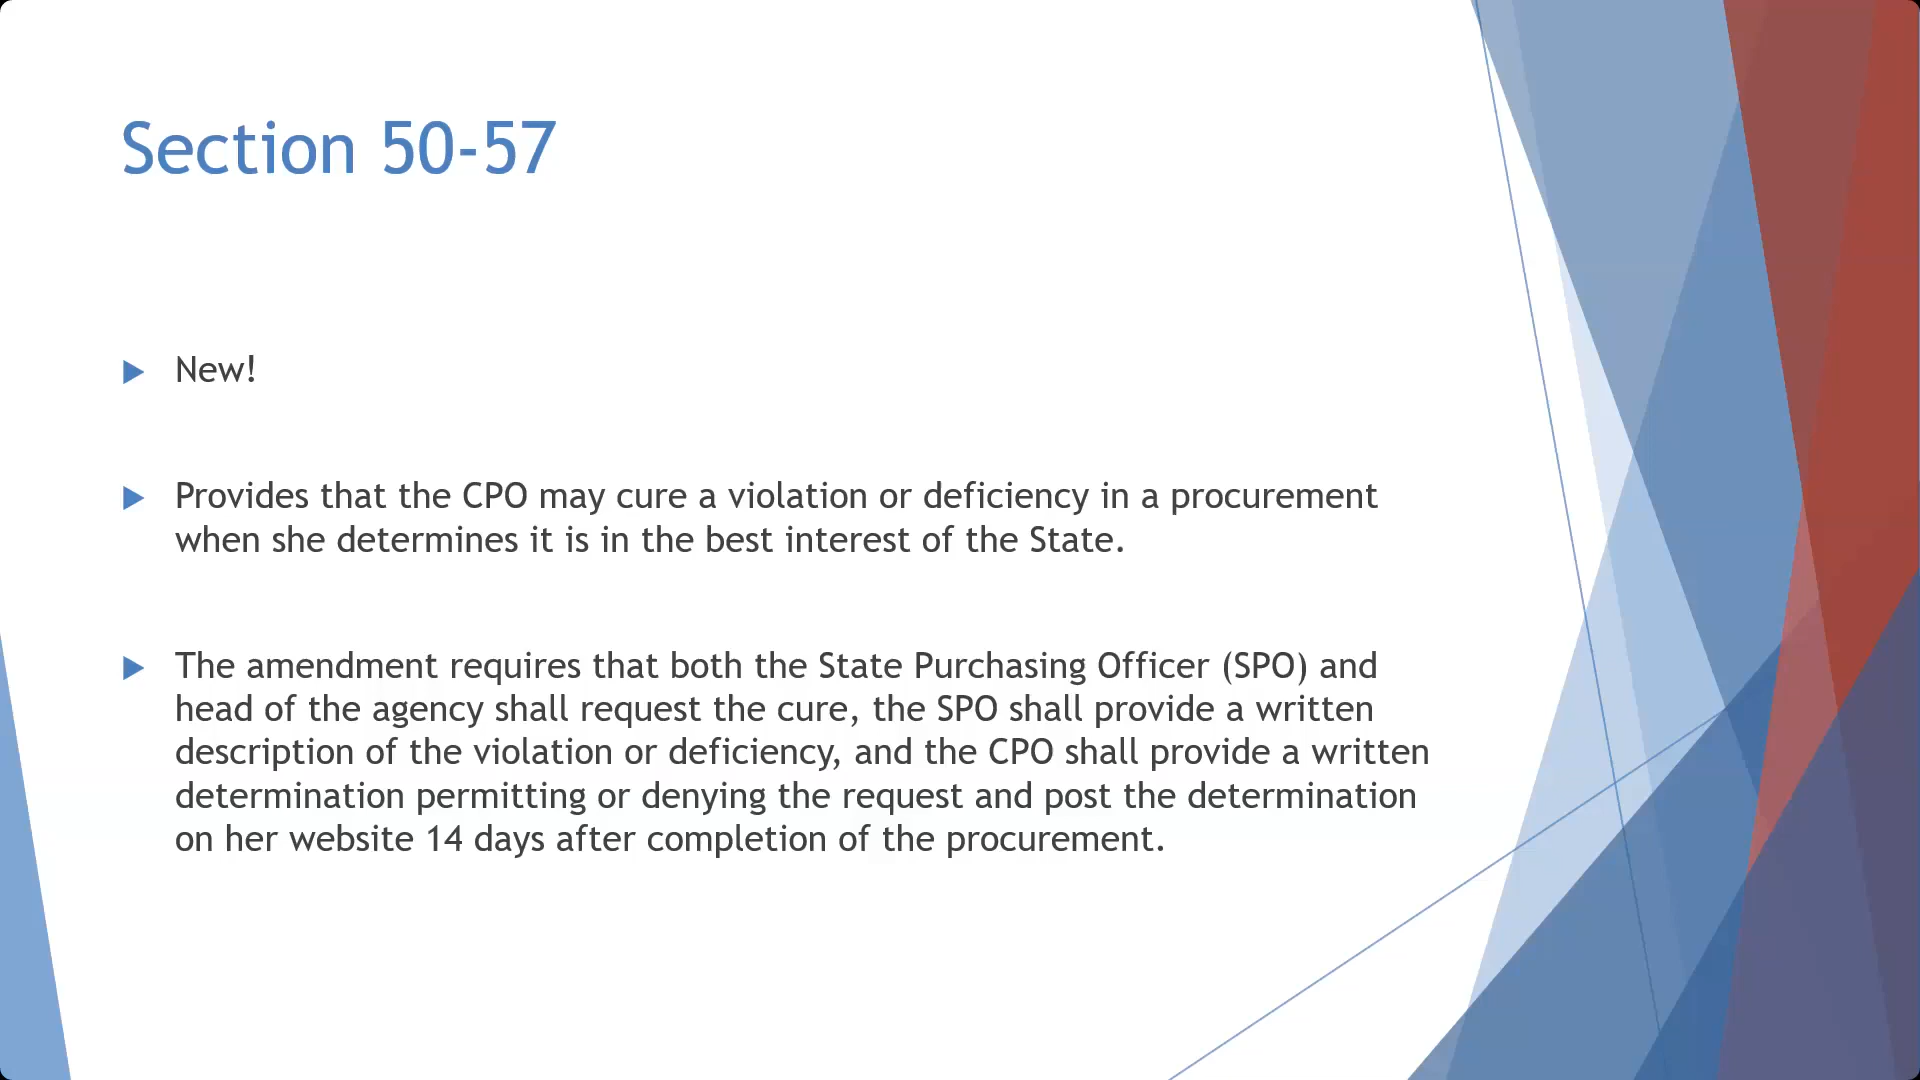 Section 50-57
New!
Provides that the CPO may cure a violation or deficiency in a procurement
when she determines it is in the best interest of the State.
The amendment requires that both the State Purchasing Officer (SPO) and
head of the agency shall request the cure, the SPO shall provide a written
description of the violation or deficiency, and the CPO shall provide a written
determination permitting or denying the request and post the determination
on her website 14 days after completion of the procurement.